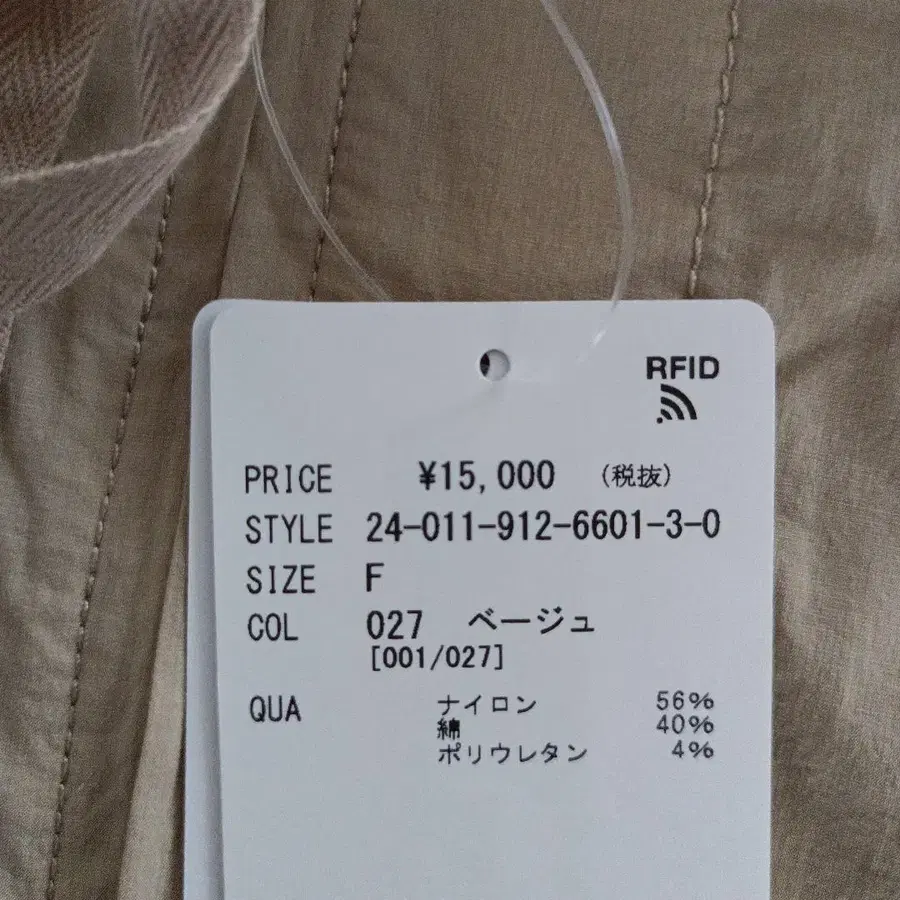 RFID
PRICE ¥15,000 (税抜)
STYLE 24-011-912-6601-3-0
SIZE F
COL 027 ベージュ
[001/027]
QUA ナイロン 56%
綿 40%
ポリウレタン 4%